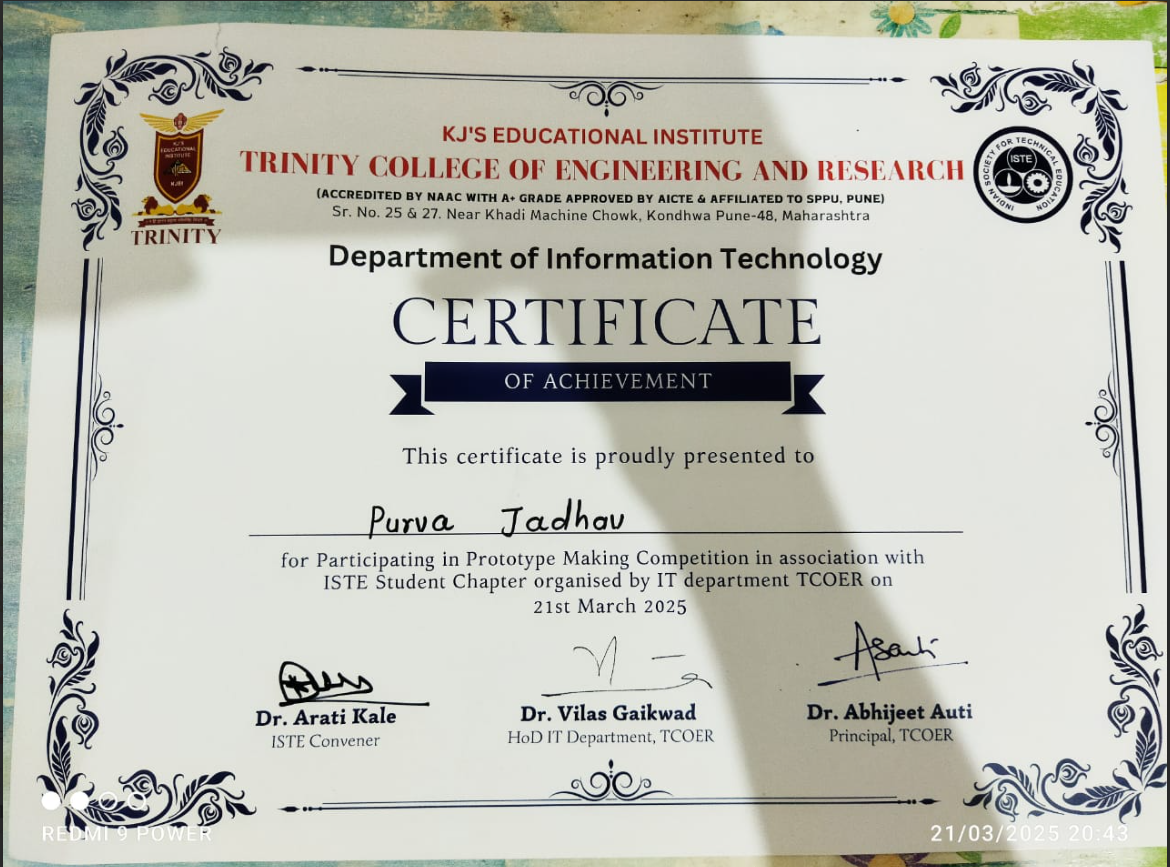 KJ'S EDUCATIONAL INSTITUTE
TRINITY COLLEGE OF ENGINEERING AND RESEARCH
(ACCREDITED BY NAAC WITH A+ GRADE APPROVED BY AICTE & AFFILIATED TO SPPU, PUNE)
Sr. No. 25 & 27. Near Khadi Machine Chowk, Kondhwa Pune-48, Maharashtra
KJ'S
EDUCATIONAL
INSTITUTE
KJEI
TRINITY
INDIAN SOCIETY FOR TECHNICAL EDUCATION
ISTE
Department of Information Technology
CERTIFICATE
OF ACHIEVEMENT
This certificate is proudly presented to
Purva Jadhav
for Participating in Prototype Making Competition in association with
ISTE Student Chapter organised by IT department TCOER on
21st March 2025
Dr. Arati Kale
ISTE Convener
Dr. Vilas Gaikwad
HoD IT Department, TCOER
Dr. Abhijeet Auti
Principal, TCOER
REDMI 9 POWER
21/03/2025 20:43